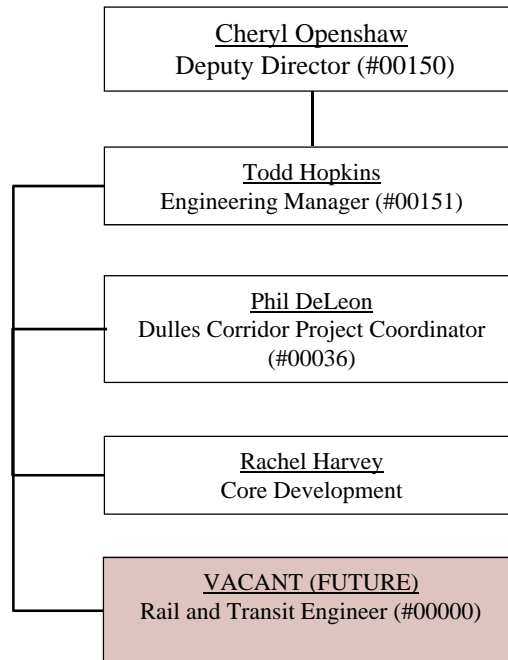 Cheryl Openshaw
Deputy Director (#00150)
Todd Hopkins
Engineering Manager (#00151)
Phil DeLeon
Dulles Corridor Project Coordinator
(#00036)
Rachel Harvey
Core Development
VACANT (FUTURE)
Rail and Transit Engineer (#00000)